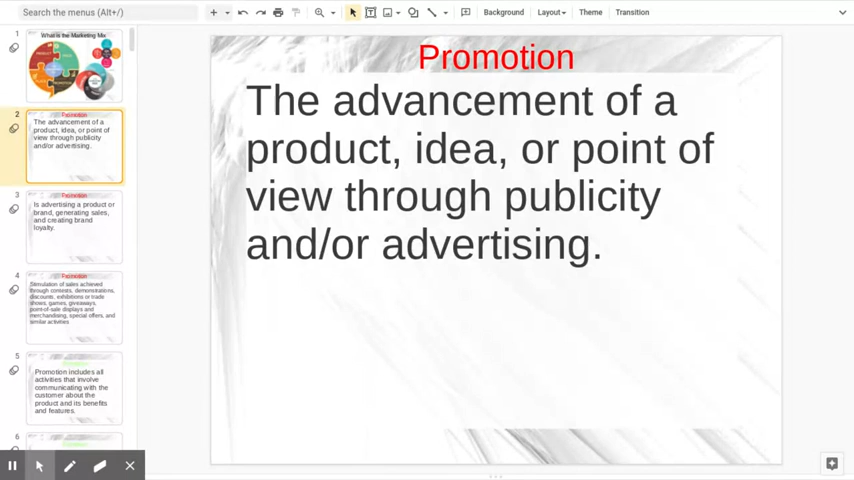 Search the menus (Alt+/)
Background
Layout
Theme
Transition
1
What is the Marketing Mix
2
Promotion
The advancement of a
product, idea, or point of
view through publicity
and/or advertising.
3
Promotion
Is advertising a product or
brand, generating sales,
and creating brand
loyalty.
4
Promotion
Stimulation of sales achieved
through contests, demonstrations,
discounts, exhibitions or trade
shows, games, giveaways,
point-of-sale displays and
merchandising, special offers, and
similar activities
5
Promotion includes all
activities that involve
communicating with the
customer about the
product and its benefits
and features.
6
Promotion
The advancement of a
product, idea, or point of
view through publicity
and/or advertising.